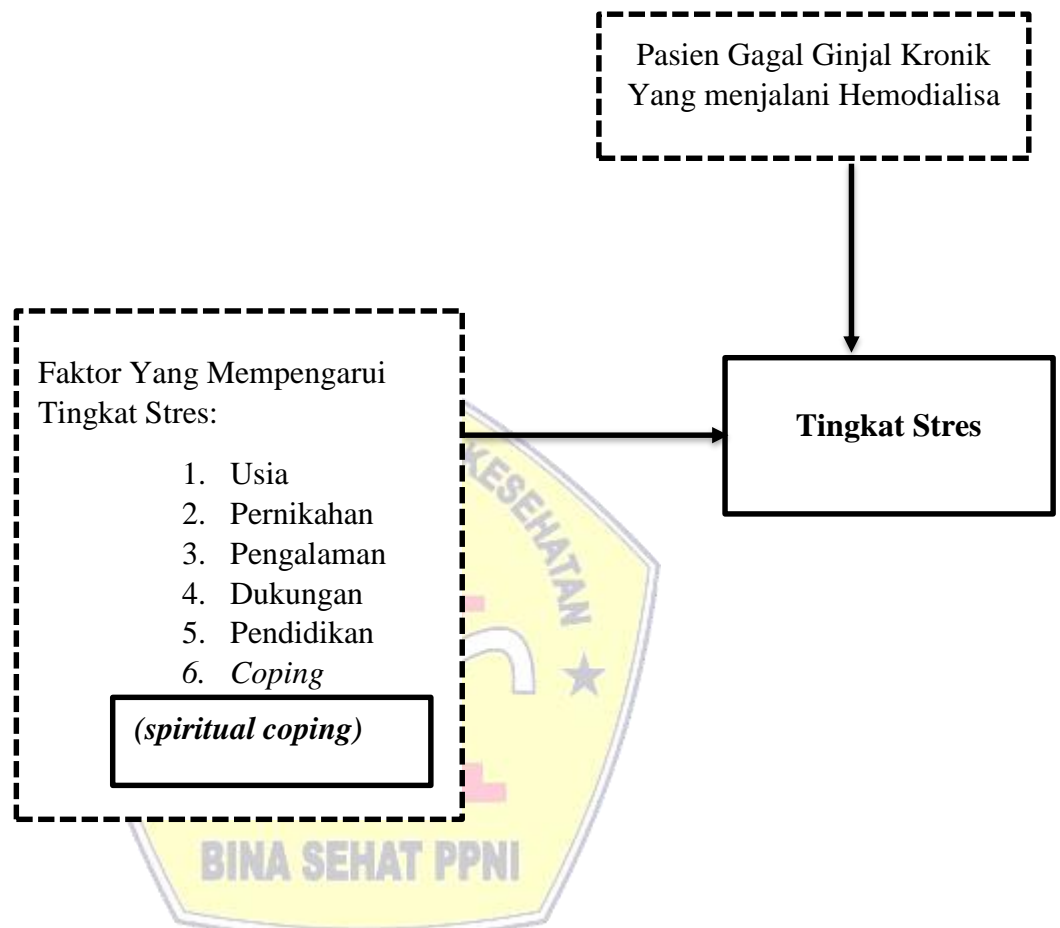 Pasien Gagal Ginjal Kronik
Yang menjalani Hemodialisa
Faktor Yang Mempengarui
Tingkat Stres:
1. Usia
2. Pernikahan
3. Pengalaman
4. Dukungan
5. Pendidikan
6. Coping
(spiritual coping)
Tingkat Stres
KESEHATAN
BINA SEHAT PPNI